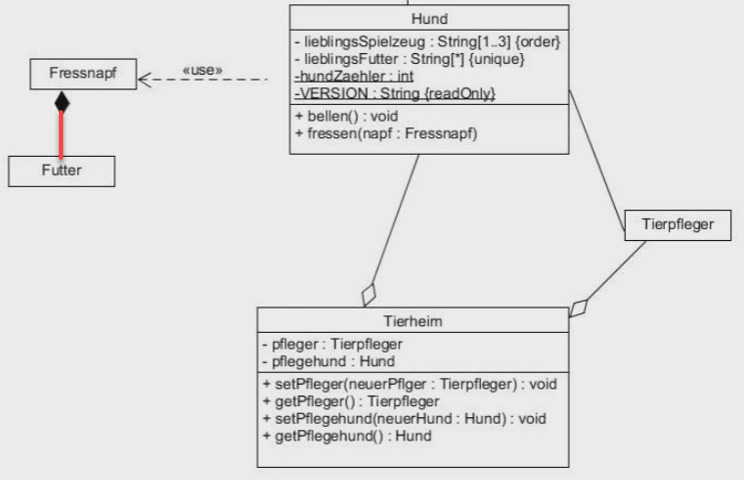 Hund
- lieblingsSpielzeug : String[1..3] {order}
- lieblingsFutter : String[*] {unique}
-hundZaehler : int
-VERSION : String {readOnly}
+ bellen() : void
+ fressen(napf : Fressnapf)
Fressnapf
«use»
Futter
Tierpfleger
Tierheim
- pfleger : Tierpfleger
- pflegehund : Hund
+ setPfleger(neuerPflger : Tierpfleger) : void
+ getPfleger() : Tierpfleger
+ setPflegehund(neuerHund : Hund) : void
+ getPflegehund() : Hund